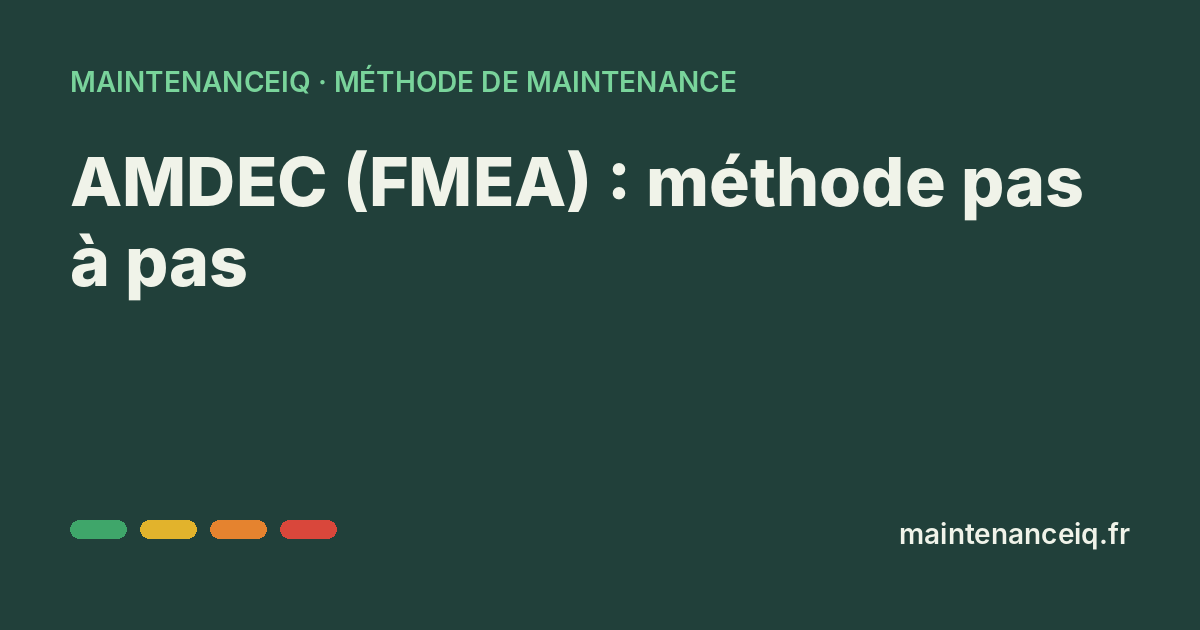 MAINTENANCEIQ · MÉTHODE DE MAINTENANCE
AMDEC (FMEA) : méthode pas
à pas
maintenanceiq.fr